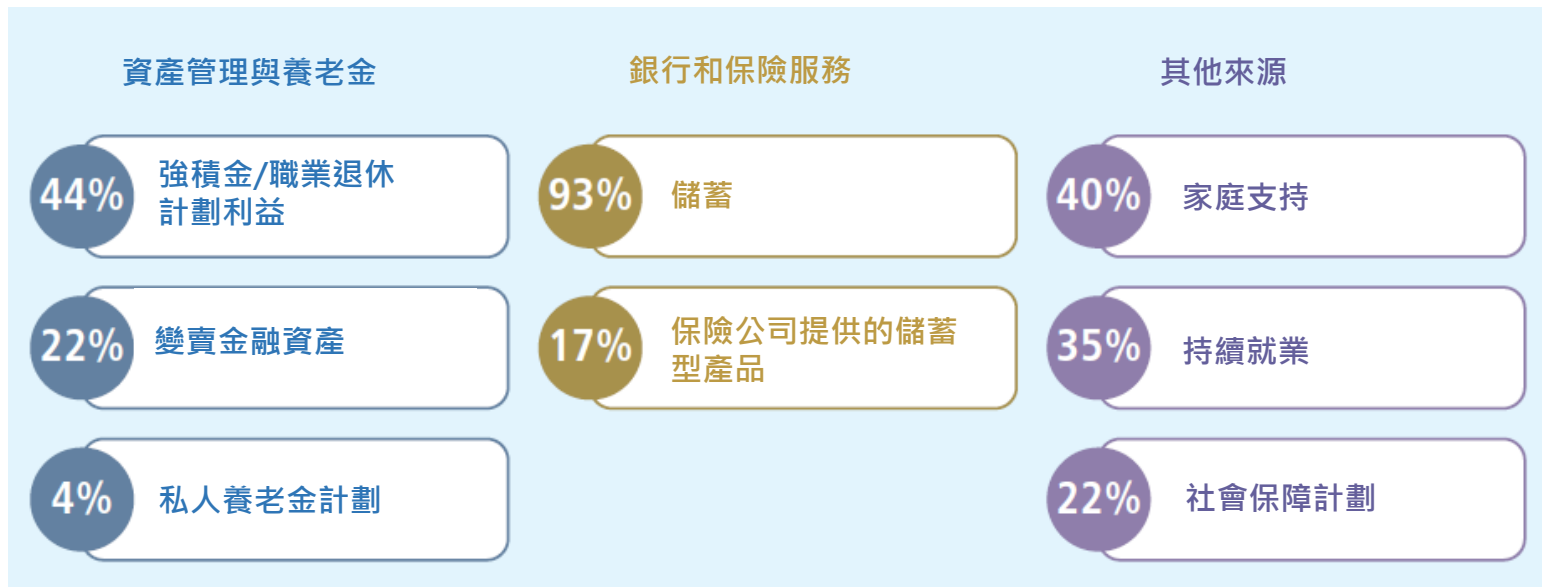 資產管理與養老金
44%
強積金/職業退休
計劃利益
22%
變賣金融資產
4%
私人養老金計劃
銀行和保險服務
93%
儲蓄
17%
保險公司提供的儲蓄
型產品
其他來源
40%
家庭支持
35%
持續就業
22%
社會保障計劃